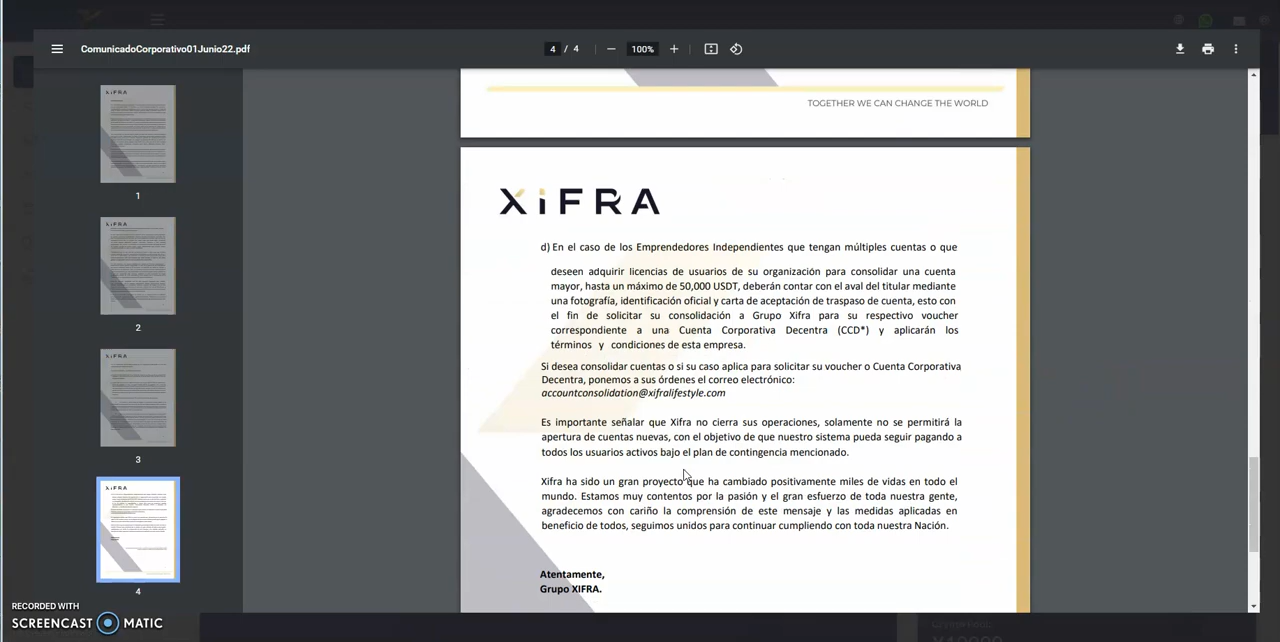 ComunicadoCorporativo01Junio22.pdf
4 / 4
100%
XiFRA
1
XiFRA
2
XiFRA
3
XiFRA
4
TOGETHER WE CAN CHANGE THE WORLD
XiFRA
d) En el caso de los Emprendedores Independientes que tengan múltiples cuentas o que
deseen adquirir licencias de usuarios de su organización para consolidar una cuenta
mayor, hasta un máximo de 50,000 USDT, deberán contar con el aval del titular mediante
una fotografía, identificación oficial y carta de aceptación de traspaso de cuenta, esto con
el fin de solicitar su consolidación a Grupo Xifra para su respectivo voucher
correspondiente a una Cuenta Corporativa Decentra (CCD*) y aplicarán los
términos y condiciones de esta empresa.
Si desea consolidar cuentas o si su caso aplica para solicitar su voucher o Cuenta Corporativa
Decentra, ponemos a sus órdenes el correo electrónico:
accountconsolidation@xifralifestyle.com
Es importante señalar que Xifra no cierra sus operaciones, solamente no se permitirá la
apertura de cuentas nuevas, con el objetivo de que nuestro sistema pueda seguir pagando a
todos los usuarios activos bajo el plan de contingencia mencionado.
Xifra ha sido un gran proyecto que ha cambiado positivamente miles de vidas en todo el
mundo. Estamos muy contentos por la pasión y el gran esfuerzo de toda nuestra gente,
agradecemos con cariño la comprensión de este mensaje y las medidas aplicadas en
beneficio de todos, seguimos unidos para continuar cumpliendo con toda nuestra Nación.
Atentamente,
Grupo XIFRA.
RECORDED WITH
SCREENCAST MATIC